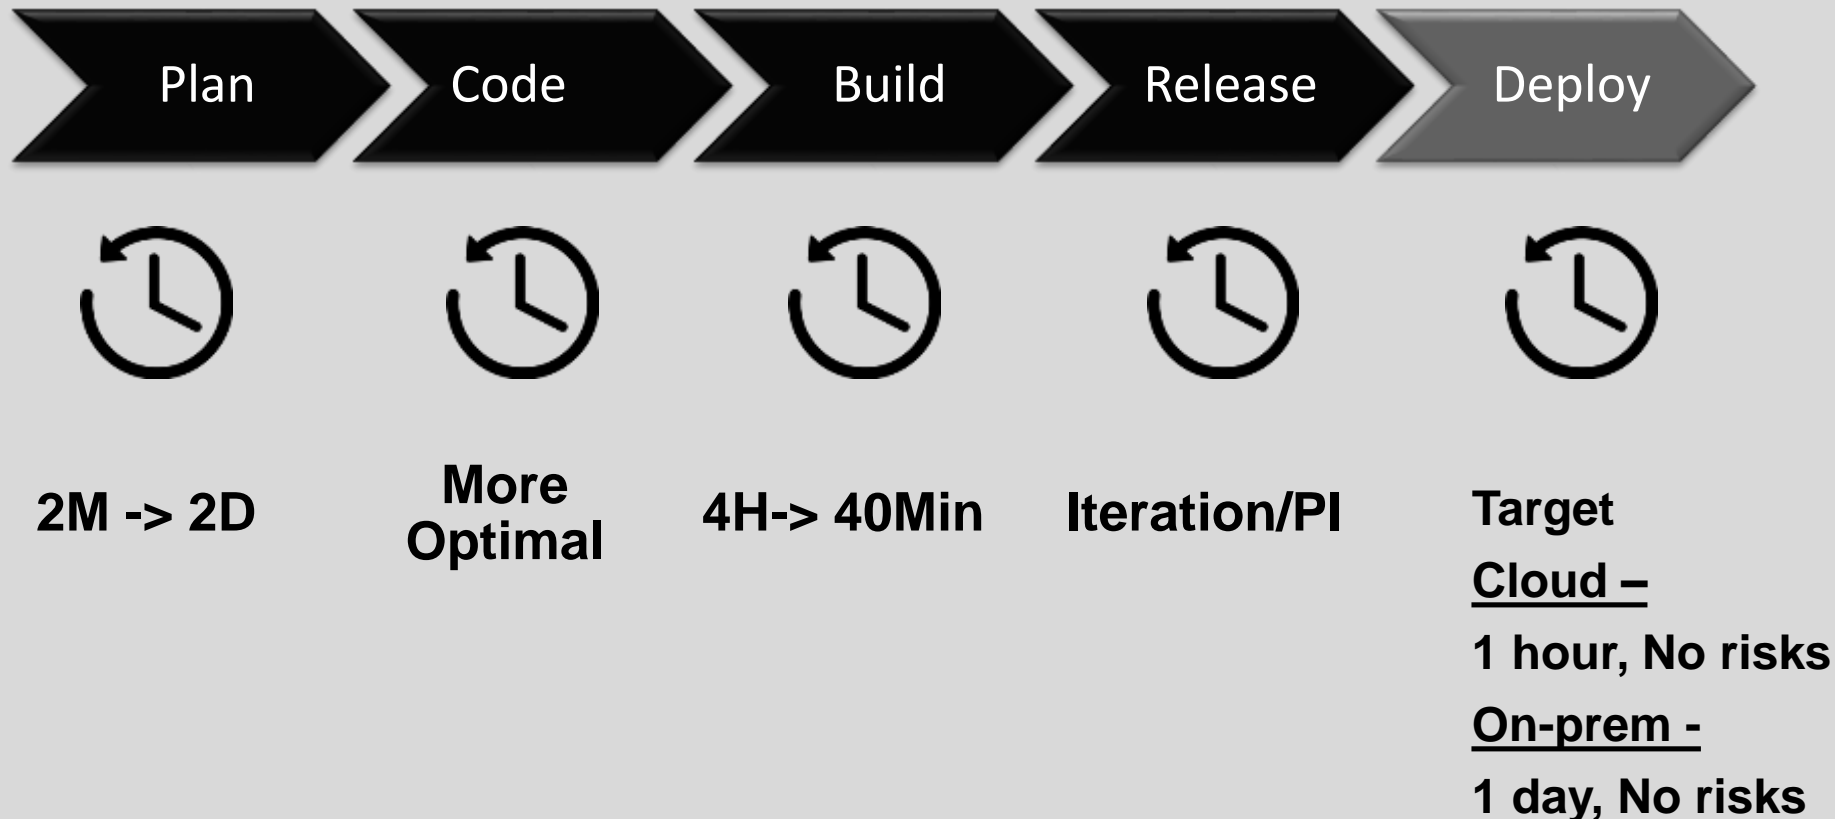 Plan
Code
Build
Release
Deploy
2M -> 2D
More
Optimal
4H-> 40Min
Iteration/PI
Target
Cloud –
1 hour, No risks
On-prem -
1 day, No risks